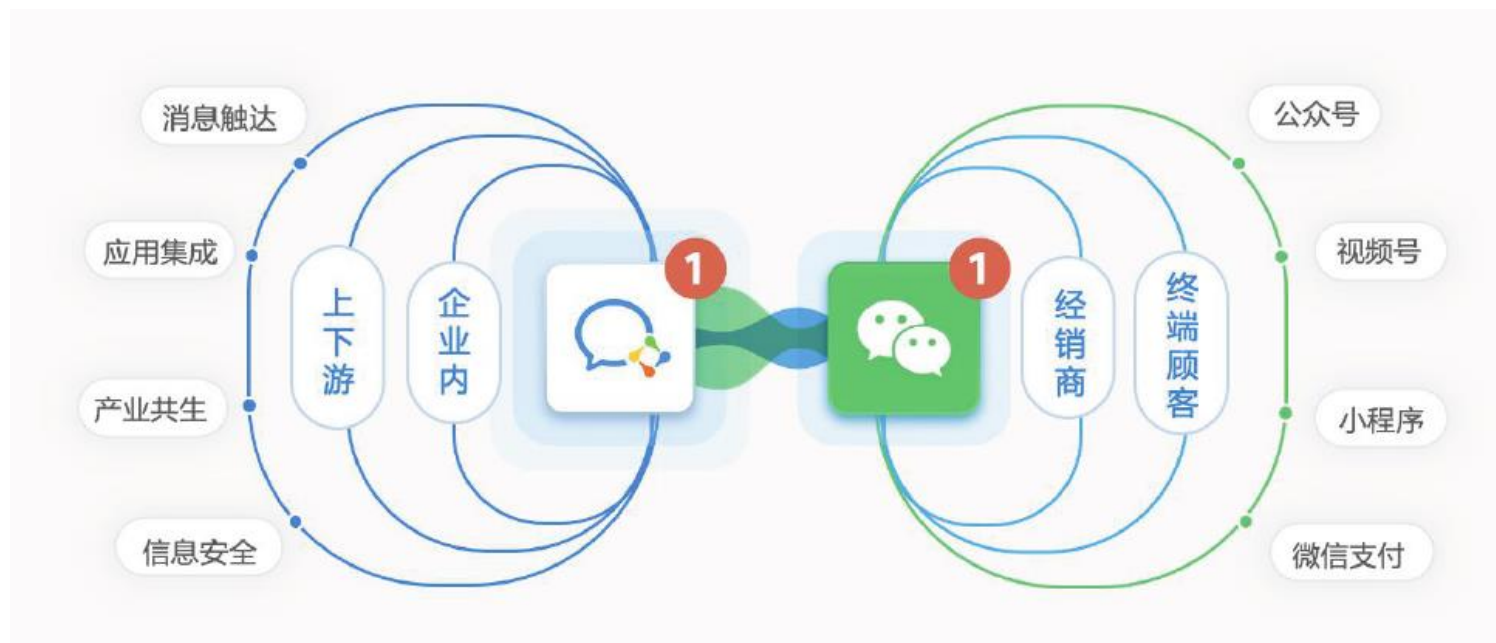 消息触达
应用集成
产业共生
信息安全
上下游
企业内
1
1
经销商
终端顾客
公众号
视频号
小程序
微信支付